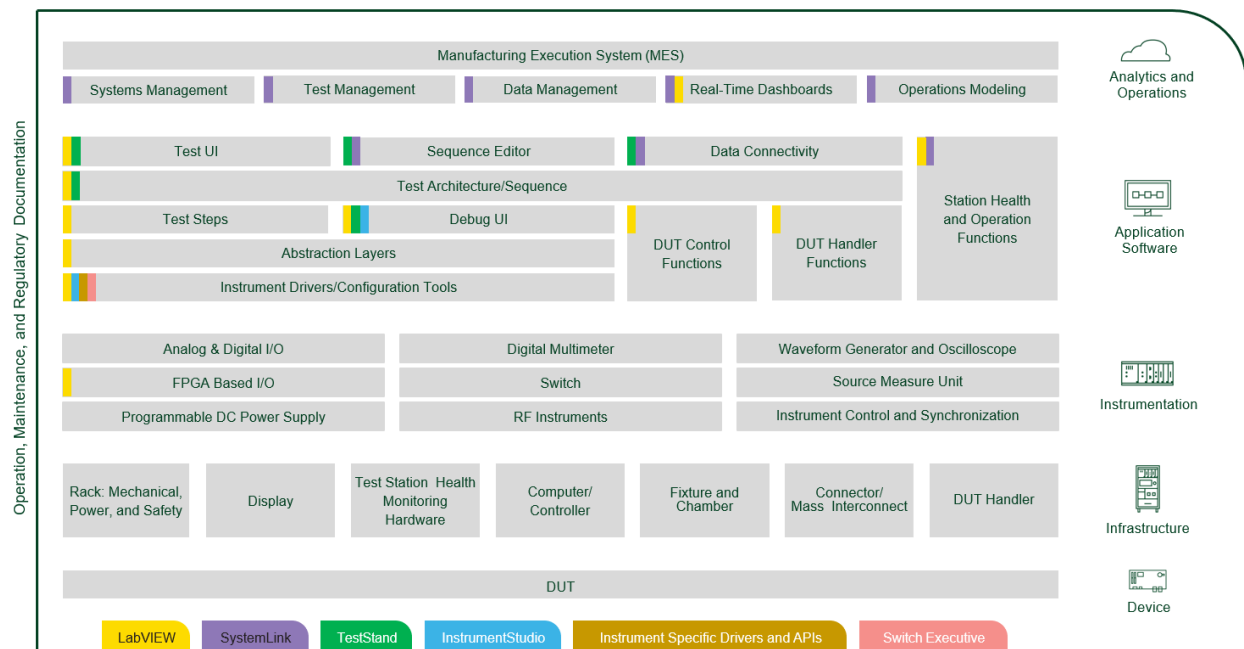 Operation, Maintenance, and Regulatory Documentation
Manufacturing Execution System (MES)
Systems Management
Test Management
Data Management
Real-Time Dashboards
Operations Modeling
Analytics and
Operations
Test UI
Sequence Editor
Data Connectivity
Test Architecture/Sequence
Test Steps
Debug UI
Abstraction Layers
Instrument Drivers/Configuration Tools
DUT Control
Functions
DUT Handler
Functions
Station Health
and Operation
Functions
Application
Software
Analog & Digital I/O
Digital Multimeter
Waveform Generator and Oscilloscope
FPGA Based I/O
Switch
Source Measure Unit
Programmable DC Power Supply
RF Instruments
Instrument Control and Synchronization
Instrumentation
Rack: Mechanical,
Power, and Safety
Display
Test Station Health
Monitoring
Hardware
Computer/
Controller
Fixture and
Chamber
Connector/
Mass Interconnect
DUT Handler
Infrastructure
DUT
Device
LabVIEW
SystemLink
TestStand
InstrumentStudio
Instrument Specific Drivers and APIs
Switch Executive